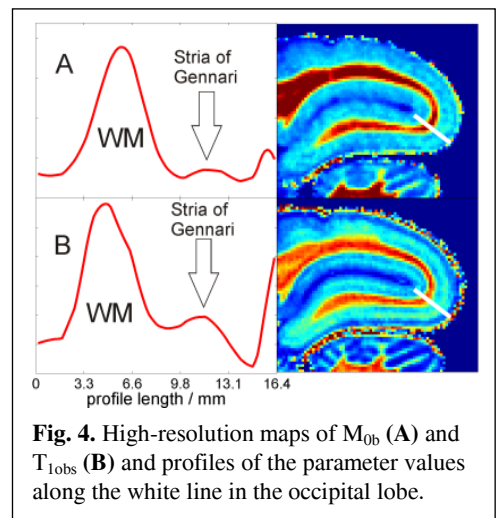 A
Stria of
Gennari
WM
B
Stria of
Gennari
WM
0 3.3 6.6 9.8 13.1 16.4
profile length / mm
Fig. 4. High-resolution maps of M0b (A) and
T1obs (B) and profiles of the parameter values
along the white line in the occipital lobe.